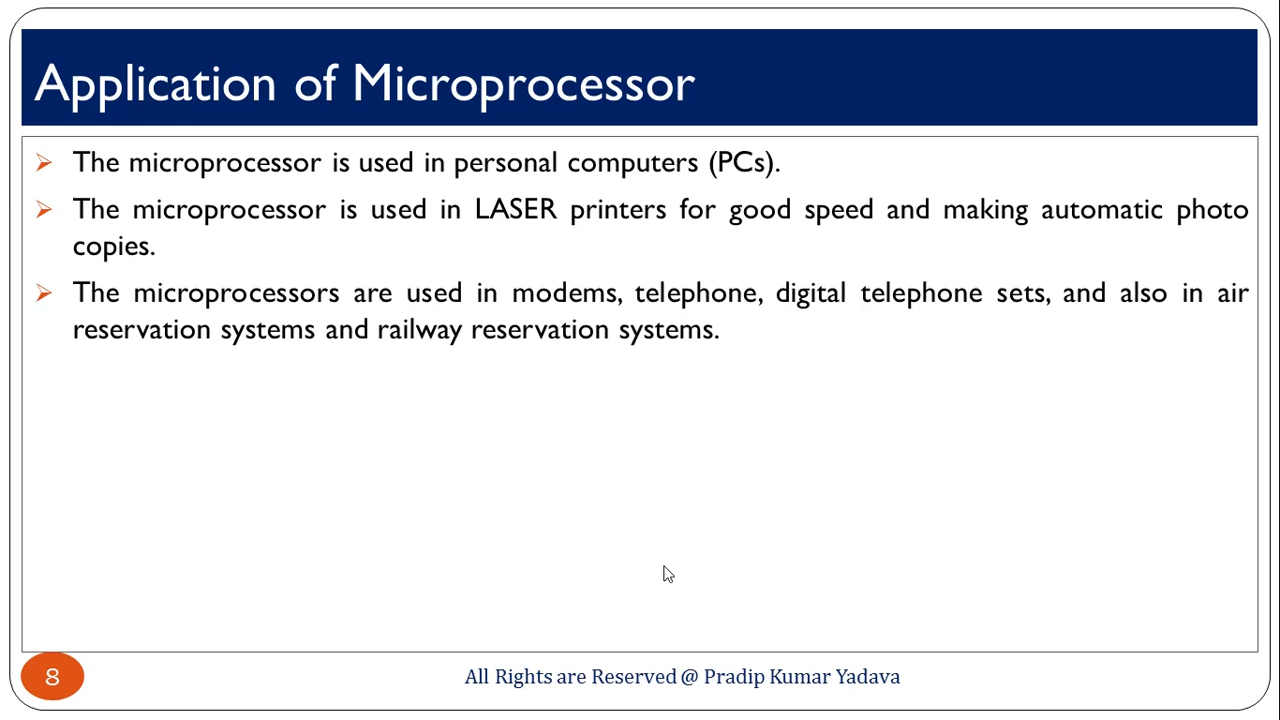 Application of Microprocessor
The microprocessor is used in personal computers (PCs).
The microprocessor is used in LASER printers for good speed and making automatic photo
copies.
The microprocessors are used in modems, telephone, digital telephone sets, and also in air
reservation systems and railway reservation systems.
8
All Rights are Reserved @ Pradip Kumar Yadava